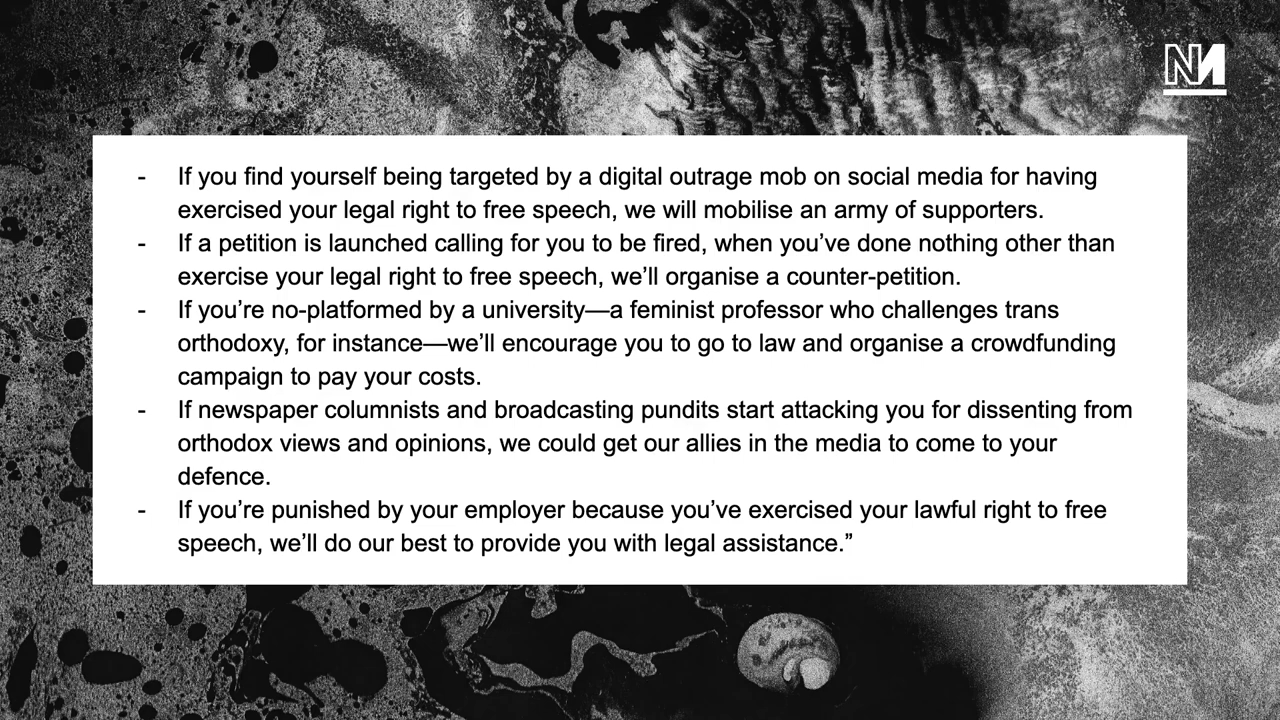 NM
- If you find yourself being targeted by a digital outrage mob on social media for having
exercised your legal right to free speech, we will mobilise an army of supporters.
- If a petition is launched calling for you to be fired, when you’ve done nothing other than
exercise your legal right to free speech, we’ll organise a counter-petition.
- If you’re no-platformed by a university—a feminist professor who challenges trans
orthodoxy, for instance—we’ll encourage you to go to law and organise a crowdfunding
campaign to pay your costs.
- If newspaper columnists and broadcasting pundits start attacking you for dissenting from
orthodox views and opinions, we could get our allies in the media to come to your
defence.
- If you’re punished by your employer because you’ve exercised your lawful right to free
speech, we’ll do our best to provide you with legal assistance.”